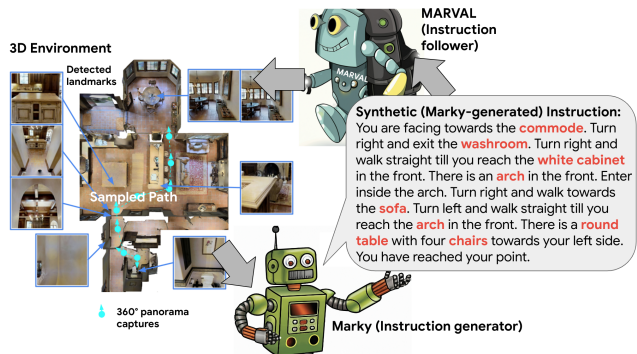 MARVAL
(Instruction
follower)
3D Environment
Detected
landmarks
MARVAL
Synthetic (Marky-generated) Instruction:
You are facing towards the commode. Turn
right and exit the washroom. Turn right and
walk straight till you reach the white cabinet
in the front. There is an arch in the front. Enter
inside the arch. Turn right and walk towards
the sofa. Turn left and walk straight till you
reach the arch in the front. There is a round
table with four chairs towards your left side.
You have reached your point.
Sampled Path
360° panorama
captures
Marky (Instruction generator)